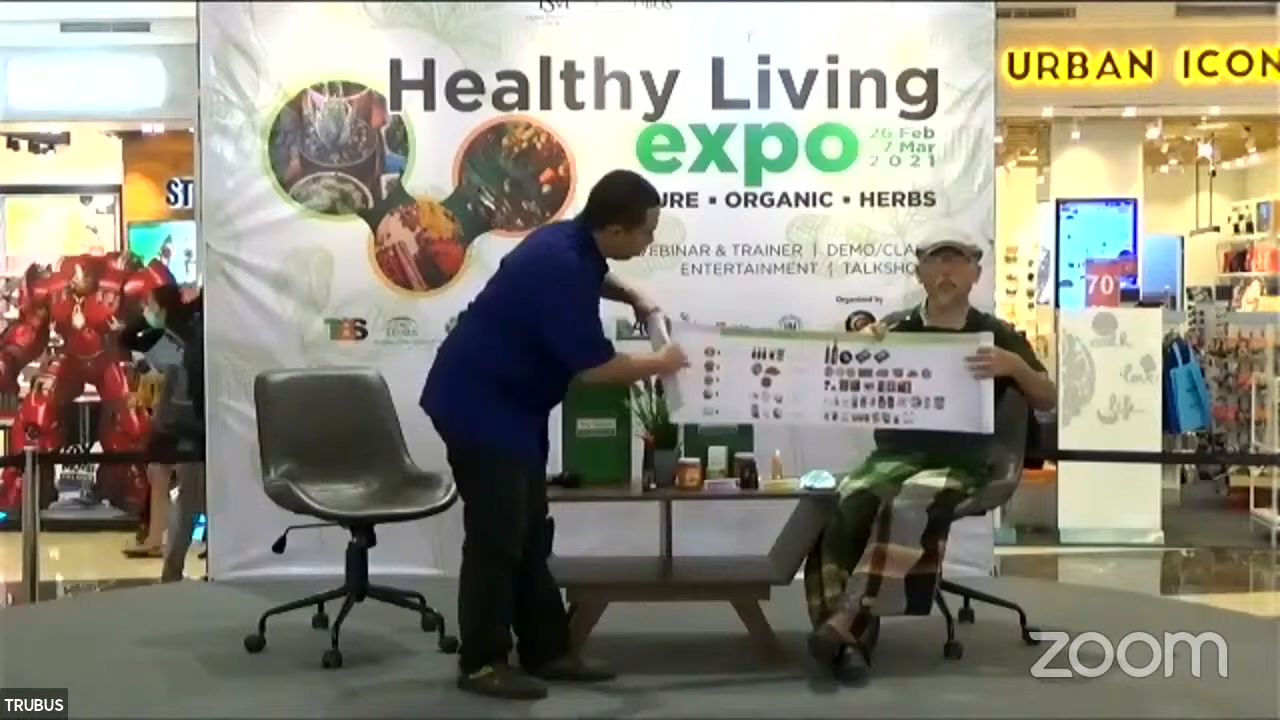 Healthy Living
expo
26 Feb
7 Mar
2021
URE ▪ ORGANIC ▪ HERBS
WEBINAR & TRAINER | DEMO/CLA
ENTERTAINMENT | TALKSHO
Organized by
URBAN ICON
ST
70
zoom
TRUBUS